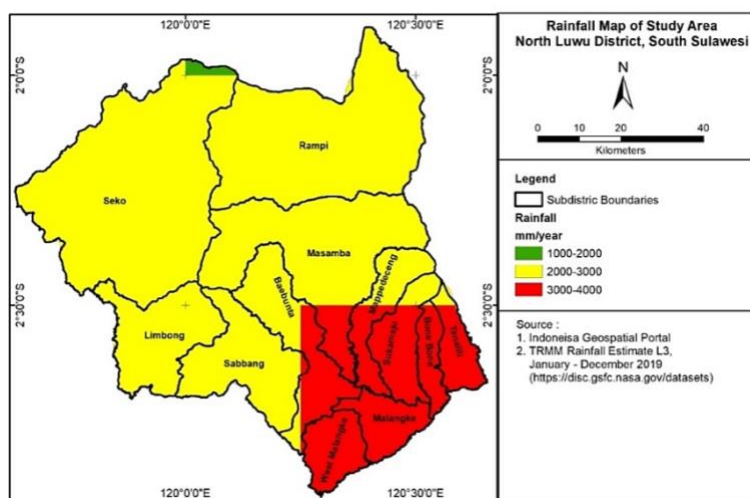 120°0'0"E
120°30'0"E
Rainfall Map of Study Area
North Luwu District, South Sulawesi
N
0 10 20 40
Kilometers
2°0'0"S
2°0'0"S
Rampi
Seko
Legend
Subdistric Boundaries
Rainfall
mm/year
1000-2000
2000-3000
3000-4000
Masamba
Mappedeceng
Baebunta
2°30'0"S
2°30'0"S
Limbong
Sabbang
Sukamaju
Bone Bone
Tanalili
Malangke
West Malangke
Source :
1. Indoneisa Geospatial Portal
2. TRMM Rainfall Estimate L3,
January - December 2019
(https://disc.gsfc.nasa.gov/datasets)
120°0'0"E
120°30'0"E